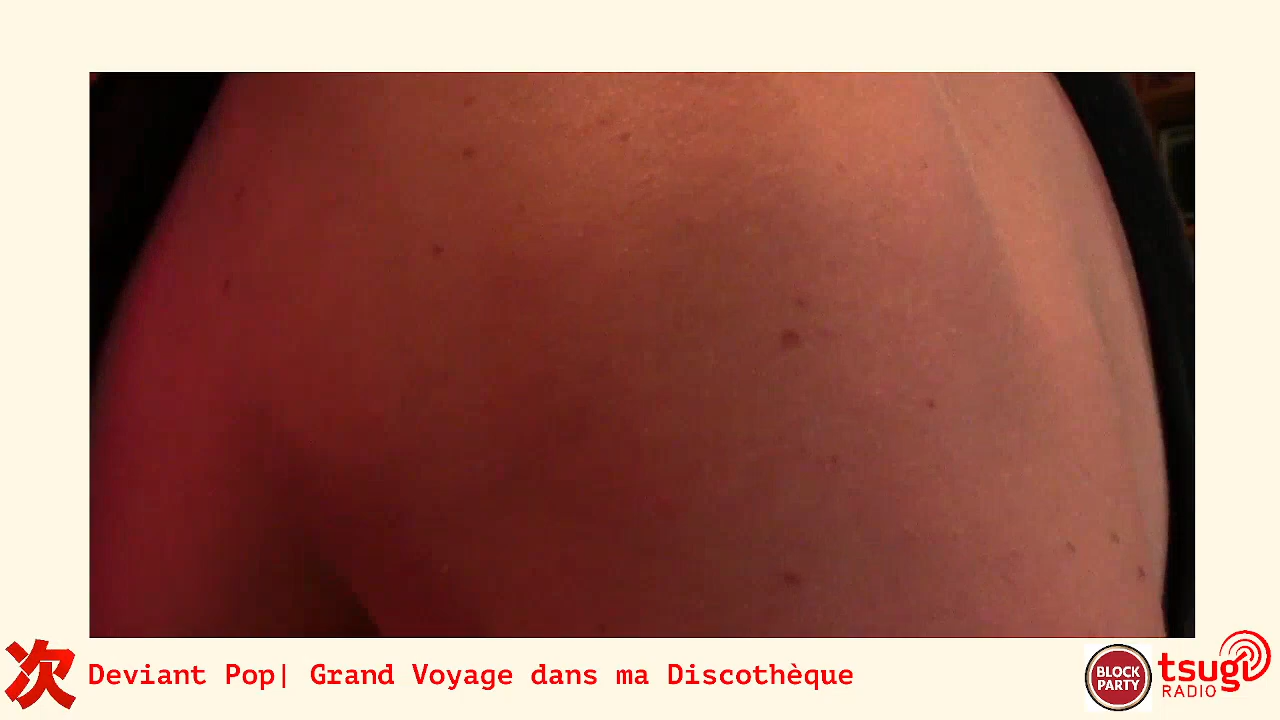 次 Deviant Pop| Grand Voyage dans ma Discothèque
BLOCK
PARTY
tsugi
RADIO